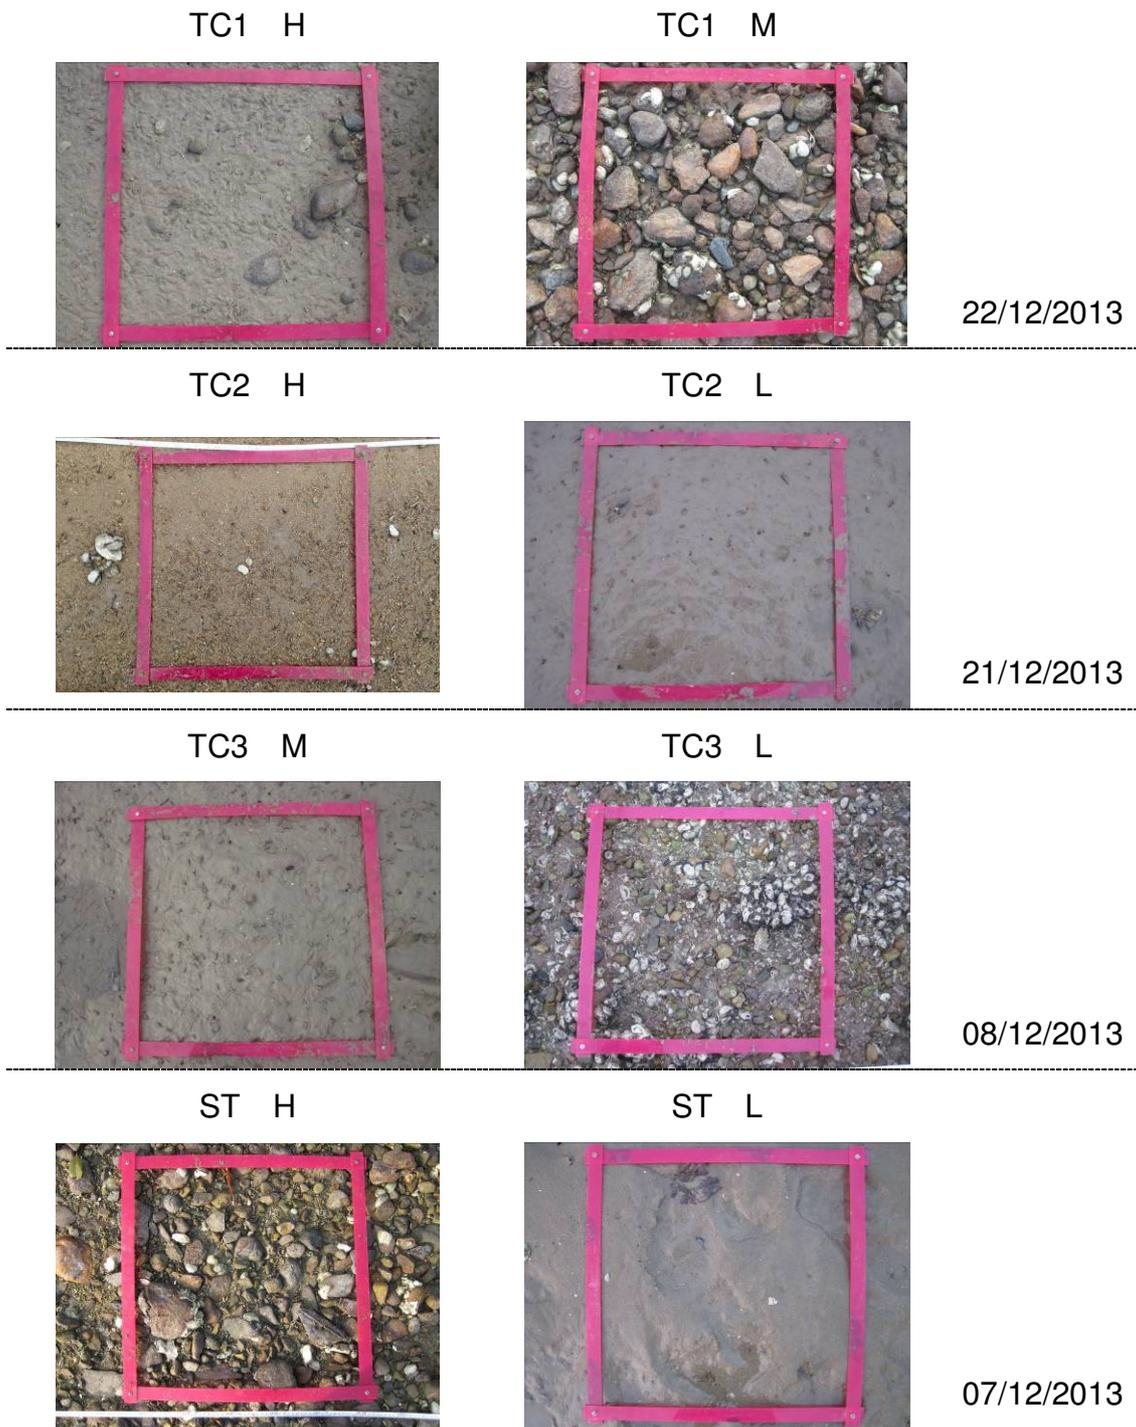 TC1 H
TC1 M
22/12/2013
TC2 H
TC2 L
21/12/2013
TC3 M
TC3 L
08/12/2013
ST H
ST L
07/12/2013